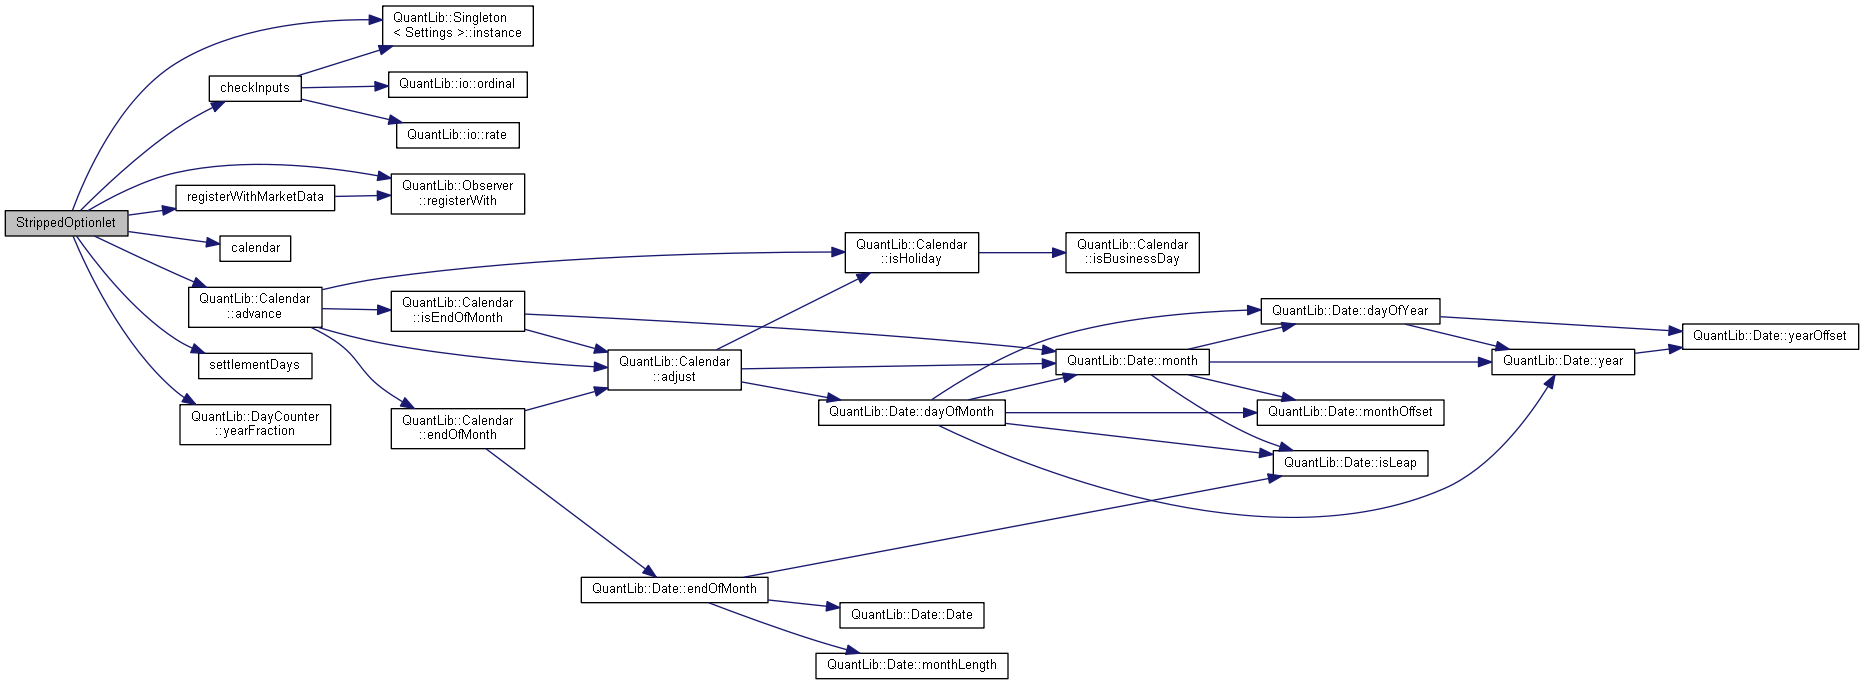 QuantLib::Singleton
< Settings >::instance
checkInputs
QuantLib::io::ordinal
QuantLib::io::rate
QuantLib::Observer
::registerWith
registerWithMarketData
StrippedOptionlet
calendar
QuantLib::Calendar
::isHoliday
QuantLib::Calendar
::isBusinessDay
QuantLib::Calendar
::advance
QuantLib::Calendar
::isEndOfMonth
QuantLib::Date::dayOfYear
QuantLib::Date::yearOffset
settlementDays
QuantLib::Calendar
::adjust
QuantLib::Date::month
QuantLib::Date::year
QuantLib::DayCounter
::yearFraction
QuantLib::Calendar
::endOfMonth
QuantLib::Date::dayOfMonth
QuantLib::Date::monthOffset
QuantLib::Date::isLeap
QuantLib::Date::endOfMonth
QuantLib::Date::Date
QuantLib::Date::monthLength